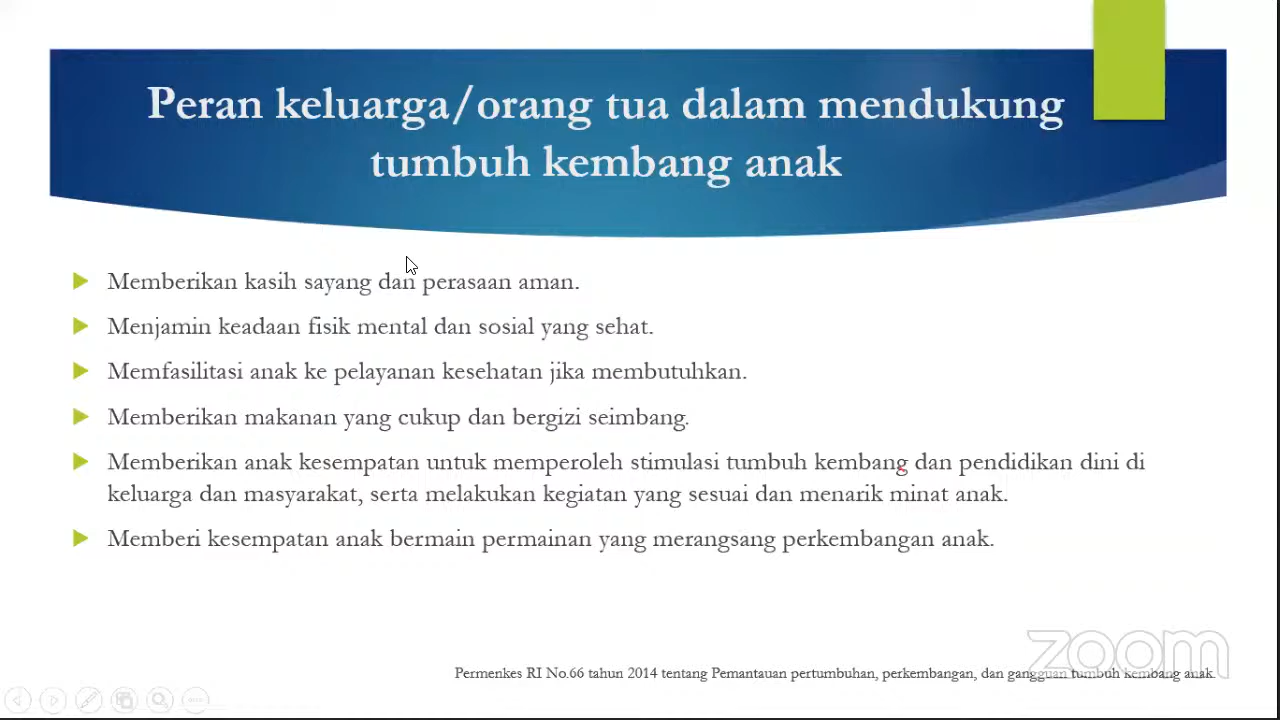 Peran keluarga/orang tua dalam mendukung
tumbuh kembang anak
Memberikan kasih sayang dan perasaan aman.
Menjamin keadaan fisik mental dan sosial yang sehat.
Memfasilitasi anak ke pelayanan kesehatan jika membutuhkan.
Memberikan makanan yang cukup dan bergizi seimbang.
Memberikan anak kesempatan untuk memperoleh stimulasi tumbuh kembang dan pendidikan dini di
keluarga dan masyarakat, serta melakukan kegiatan yang sesuai dan menarik minat anak.
Memberi kesempatan anak bermain permainan yang merangsang perkembangan anak.
zoom
Permenkes RI No.66 tahun 2014 tentang Pemantauan pertumbuhan, perkembangan, dan gangguan tumbuh kembang anak